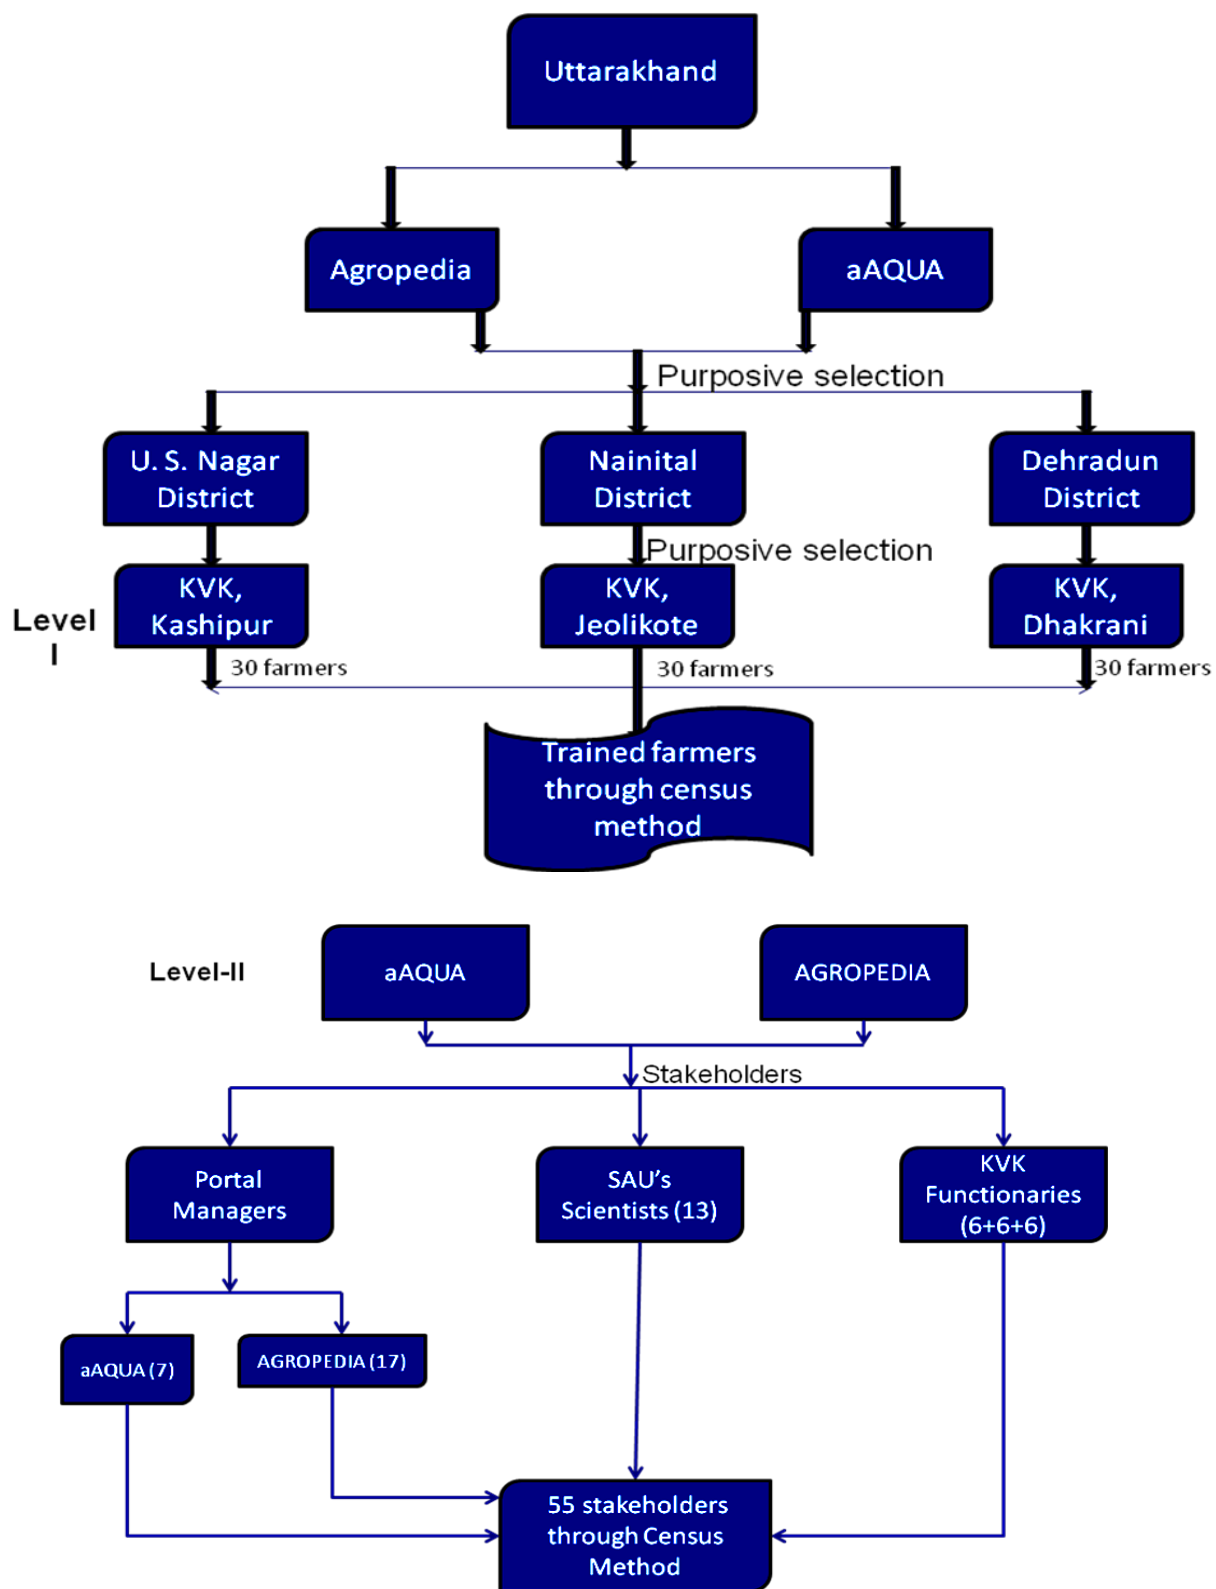 Uttarakhand
Agropedia
aAQUA
Purposive selection
U. S. Nagar
District
Nainital
District
Dehradun
District
Purposive selection
KVK,
Kashipur
KVK,
Jeolikote
KVK,
Dhakrani
Level
I
30 farmers
30 farmers
30 farmers
Trained farmers
through census
method
Level-II
aAQUA
AGROPEDIA
Stakeholders
Portal
Managers
SAU's
Scientists (13)
KVK
Functionaries
(6+6+6)
aAQUA (7)
AGROPEDIA (17)
55 stakeholders
through Census
Method